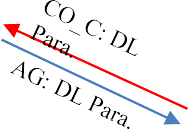 CO_C: DL
Para.
AG: DL Para.